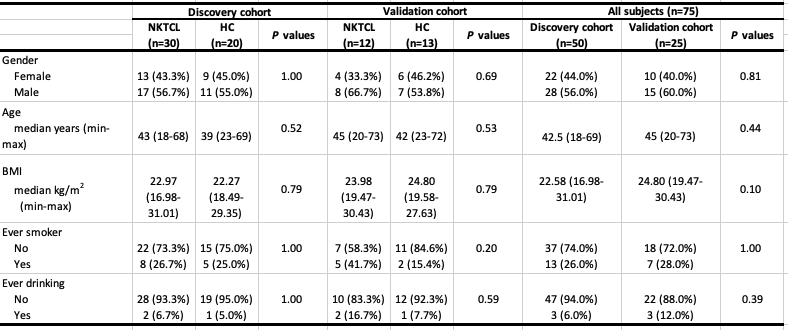 Discovery cohort Validation cohort All subjects (n=75)
NKTCL (n=30) HC (n=20) P values NKTCL (n=12) HC (n=13) P values Discovery cohort (n=50) Validation cohort (n=25) P values
Gender
Female 13 (43.3%) 9 (45.0%) 1.00 4 (33.3%) 6 (46.2%) 0.69 22 (44.0%) 10 (40.0%) 0.81
Male 17 (56.7%) 11 (55.0%) 8 (66.7%) 7 (53.8%) 28 (56.0%) 15 (60.0%)
Age
median years (min-max) 43 (18-68) 39 (23-69) 0.52 45 (20-73) 42 (23-72) 0.53 42.5 (18-69) 45 (20-73) 0.44
BMI
median kg/m² (min-max) 22.97 (16.98-31.01) 22.27 (18.49-29.35) 0.79 23.98 (19.47-30.43) 24.80 (19.58-27.63) 0.79 22.58 (16.98-31.01) 24.80 (19.47-30.43) 0.10
Ever smoker
No 22 (73.3%) 15 (75.0%) 1.00 7 (58.3%) 11 (84.6%) 0.20 37 (74.0%) 18 (72.0%) 1.00
Yes 8 (26.7%) 5 (25.0%) 5 (41.7%) 2 (15.4%) 13 (26.0%) 7 (28.0%)
Ever drinking
No 28 (93.3%) 19 (95.0%) 1.00 10 (83.3%) 12 (92.3%) 0.59 47 (94.0%) 22 (88.0%) 0.39
Yes 2 (6.7%) 1 (5.0%) 2 (16.7%) 1 (7.7%) 3 (6.0%) 3 (12.0%)